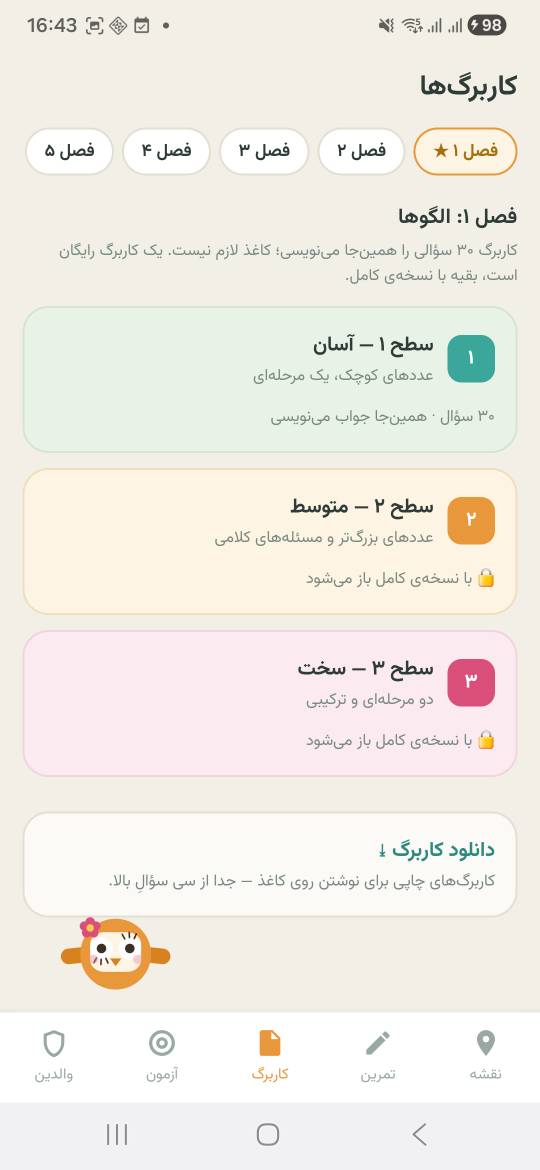 16:43
98
کاربرگ‌ها
فصل ۱ ★
فصل ۲
فصل ۳
فصل ۴
فصل ۵
فصل ۱: الگوها
کاربرگ ۳۰ سؤالی را همین‌جا می‌نویسی؛ کاغذ لازم نیست. یک کاربرگ رایگان
است، بقیه با نسخه‌ی کامل.
۱
سطح ۱ — آسان
عددهای کوچک، یک مرحله‌ای
۳۰ سؤال · همین‌جا جواب می‌نویسی
۲
سطح ۲ — متوسط
عددهای بزرگ‌تر و مسئله‌های کلامی
🔒 با نسخه‌ی کامل باز می‌شود
۳
سطح ۳ — سخت
دو مرحله‌ای و ترکیبی
🔒 با نسخه‌ی کامل باز می‌شود
دانلود کاربرگ ⤓
کاربرگ‌های چاپی برای نوشتن روی کاغذ — جدا از سی سؤالِ بالا.
نقشه
تمرین
کاربرگ
آزمون
والدین